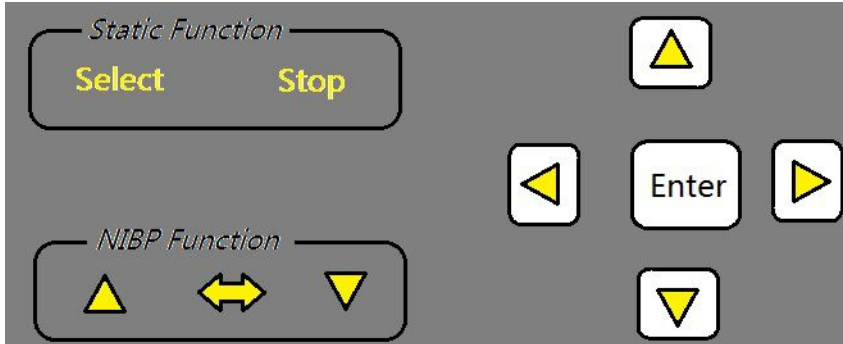 Static Function
Select Stop
Enter
NIBP Function